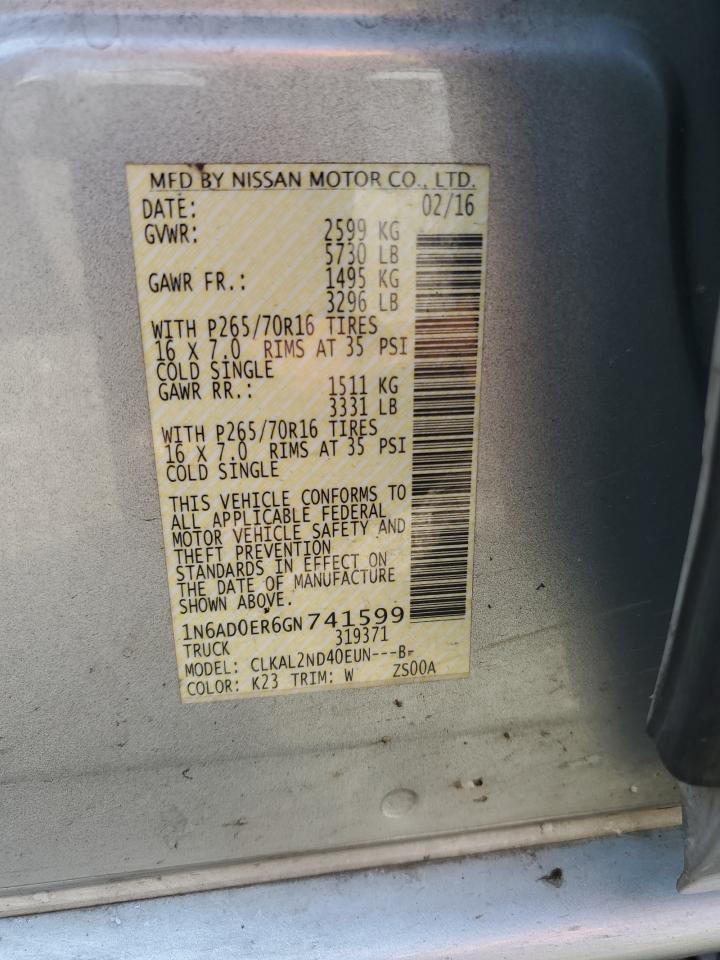 MFD BY NISSAN MOTOR CO., LTD.
DATE: 02/16
GVWR: 2599 KG
5730 LB
GAWR FR.: 1495 KG
3296 LB
WITH P265/70R16 TIRES
16 X 7.0 RIMS AT 35 PSI
COLD SINGLE
GAWR RR.: 1511 KG
3331 LB
WITH P265/70R16 TIRES
16 X 7.0 RIMS AT 35 PSI
COLD SINGLE
THIS VEHICLE CONFORMS TO
ALL APPLICABLE FEDERAL
MOTOR VEHICLE SAFETY AND
THEFT PREVENTION
STANDARDS IN EFFECT ON
THE DATE OF MANUFACTURE
SHOWN ABOVE.
1N6AD0ER6GN741599
TRUCK 319371
MODEL: CLKAL2ND40EUN---B-
COLOR: K23 TRIM: W ZS00A